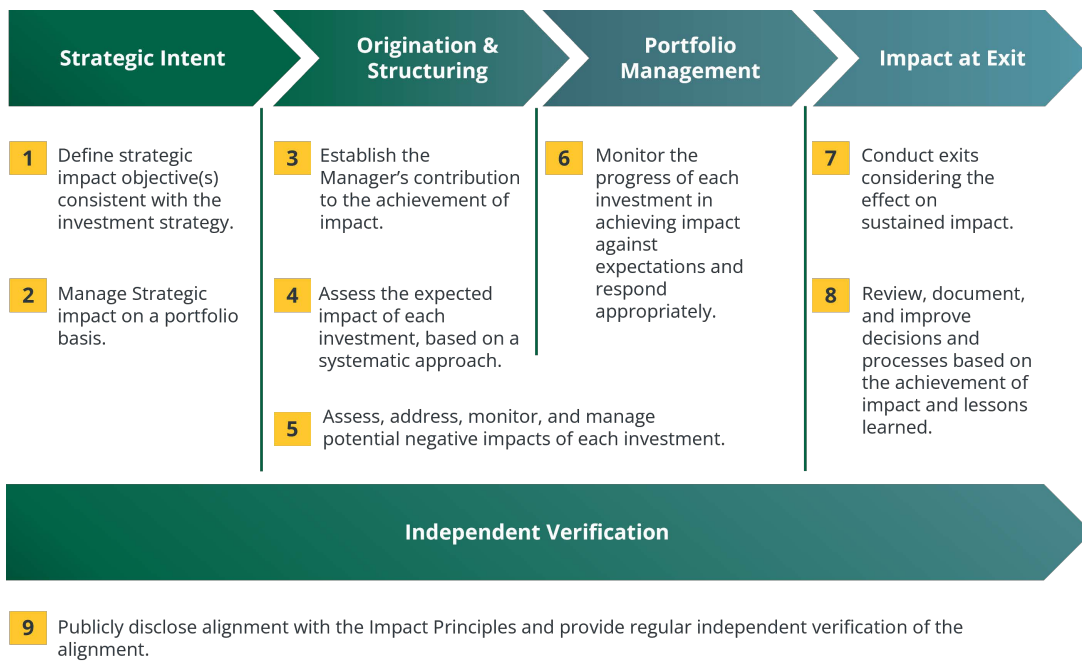 Strategic Intent
Origination &
Structuring
Portfolio
Management
Impact at Exit
1
Define strategic
impact objective(s)
consistent with the
investment strategy.
2
Manage Strategic
impact on a portfolio
basis.
3
Establish the
Manager’s contribution
to the achievement of
impact.
4
Assess the expected
impact of each
investment, based on a
systematic approach.
5
Assess, address, monitor, and manage
potential negative impacts of each investment.
6
Monitor the
progress of each
investment in
achieving impact
against
expectations and
respond
appropriately.
7
Conduct exits
considering the
effect on
sustained impact.
8
Review, document,
and improve
decisions and
processes based on
the achievement of
impact and lessons
learned.
Independent Verification
9
Publicly disclose alignment with the Impact Principles and provide regular independent verification of the
alignment.